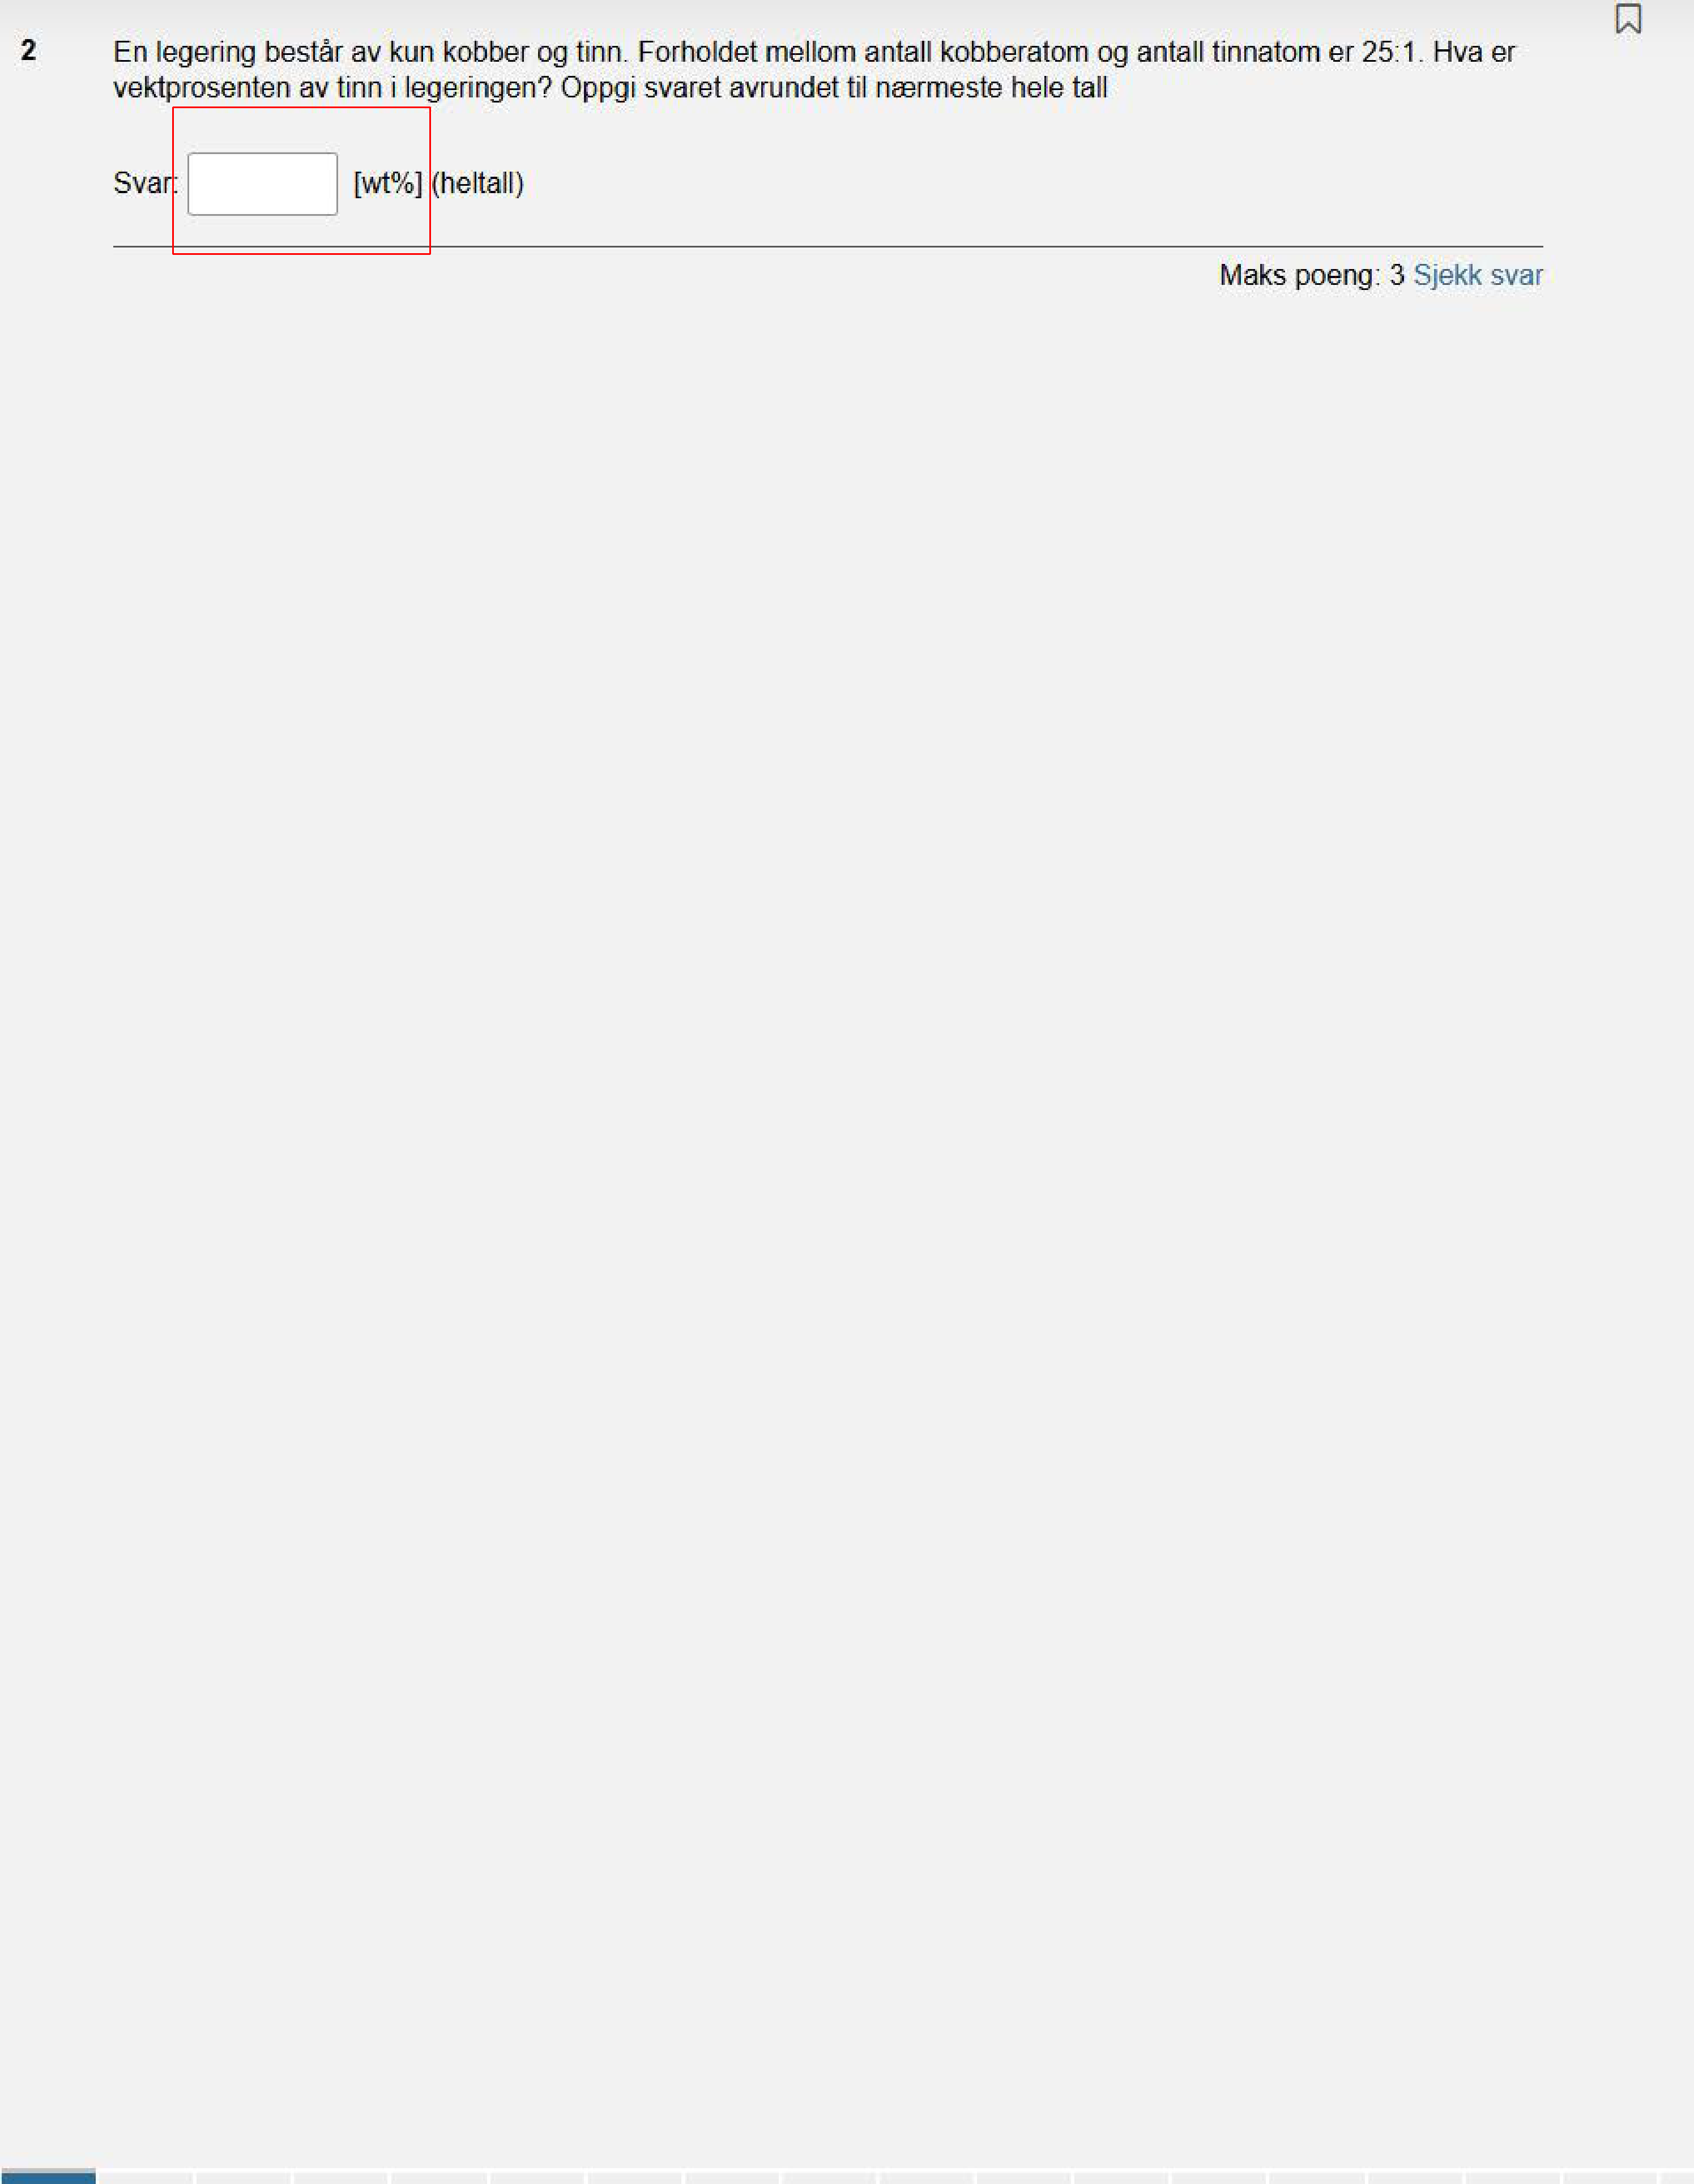 2
En legering består av kun kobber og tinn. Forholdet mellom antall kobberatom og antall tinnatom er 25:1. Hva er
vektprosenten av tinn i legeringen? Oppgi svaret avrundet til nærmeste hele tall
Svar: [wt%] (heltall)
Maks poeng: 3 Sjekk svar